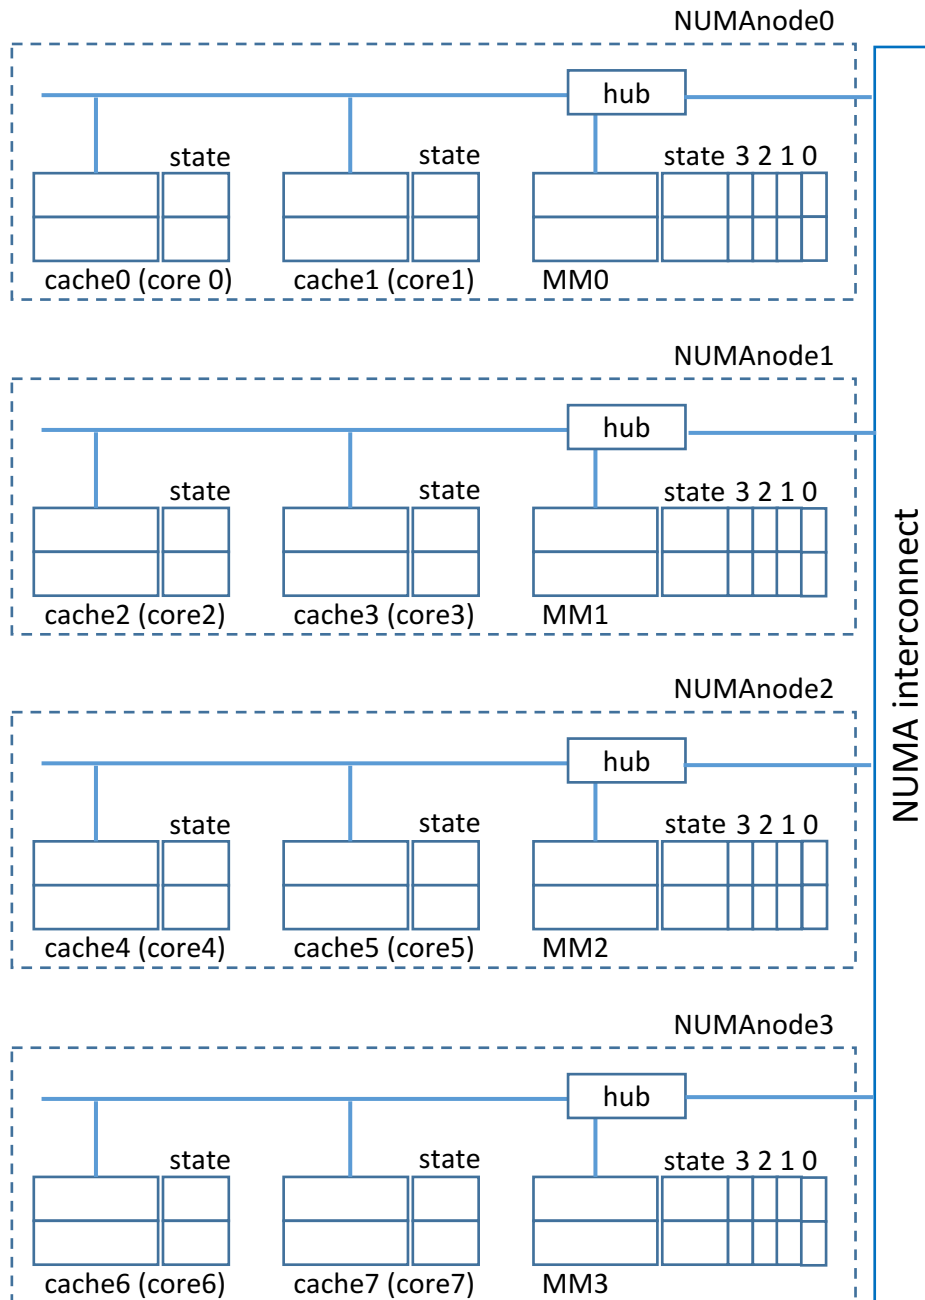 NUMAnode0
hub
state state state 3 2 1 0
cache0 (core 0) cache1 (core1) MM0
NUMAnode1
hub
state state state 3 2 1 0
cache2 (core2) cache3 (core3) MM1
NUMAnode2
hub
state state state 3 2 1 0
cache4 (core4) cache5 (core5) MM2
NUMAnode3
hub
state state state 3 2 1 0
cache6 (core6) cache7 (core7) MM3
NUMA interconnect